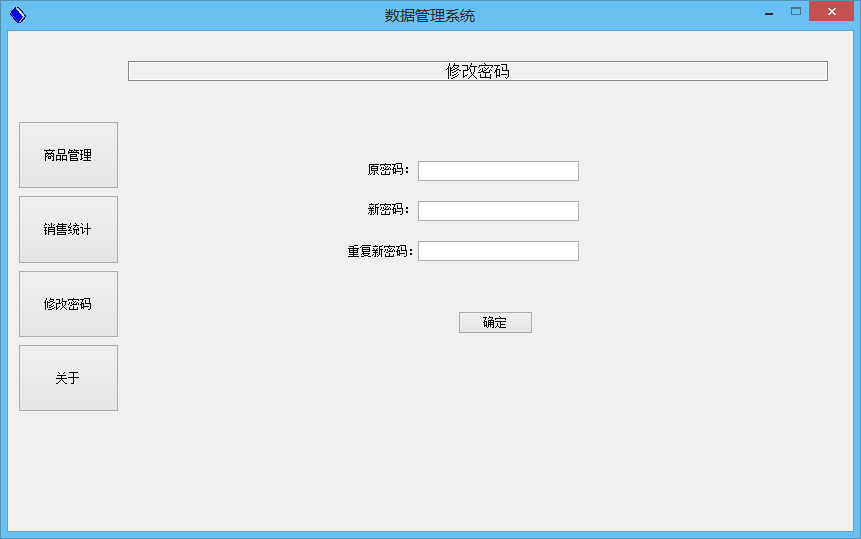 数据管理系统
修改密码
商品管理
销售统计
修改密码
关于
原密码：
新密码：
重复新密码：
确定